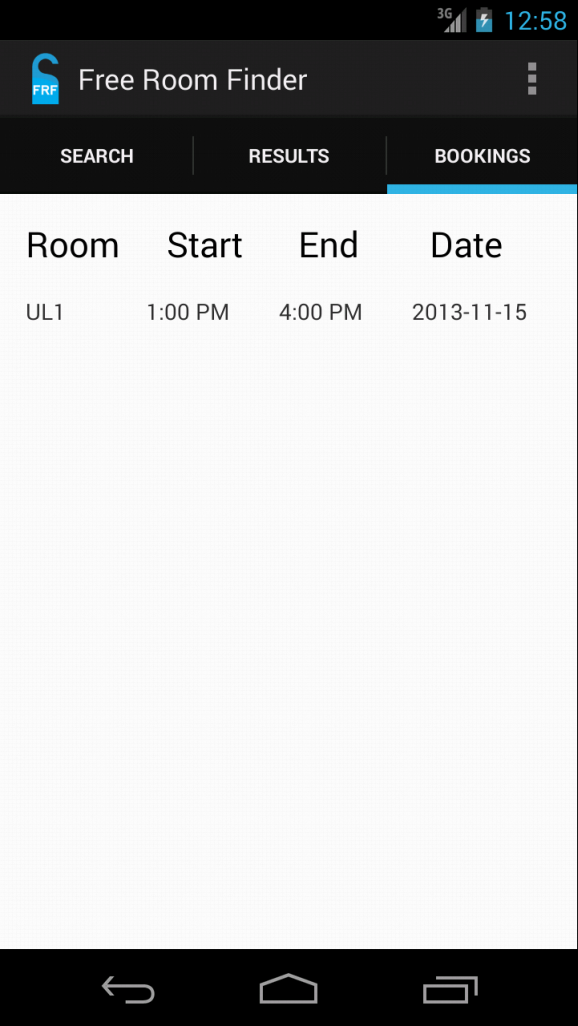 3G 12:58
FRF Free Room Finder
SEARCH RESULTS BOOKINGS
Room Start End Date
UL1 1:00 PM 4:00 PM 2013-11-15